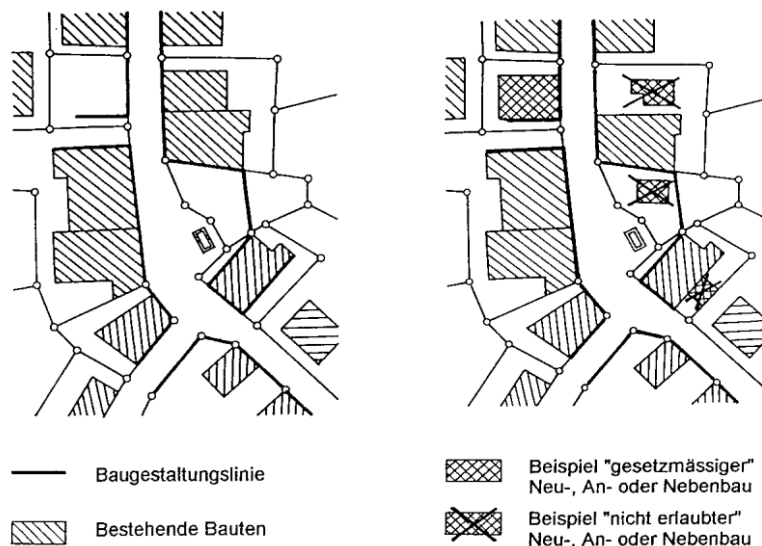 Baugestaltungslinie
Bestehende Bauten
Beispiel "gesetzmässiger"
Neu-, An- oder Nebenbau
Beispiel "nicht erlaubter"
Neu-, An- oder Nebenbau